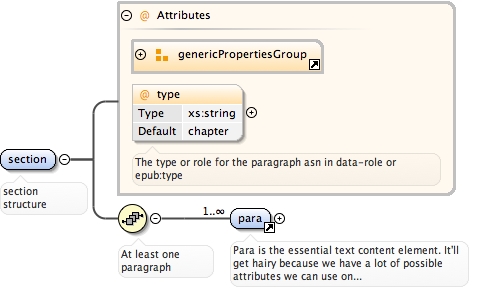 @ Attributes
genericPropertiesGroup
@ type
Type xs:string
Default chapter
The type or role for the paragraph asn in data-role or
epub:type
section
section
structure
1..∞
para
At least one
paragraph
Para is the essential text content element. It'll
get hairy because we have a lot of possible
attributes we can use on...